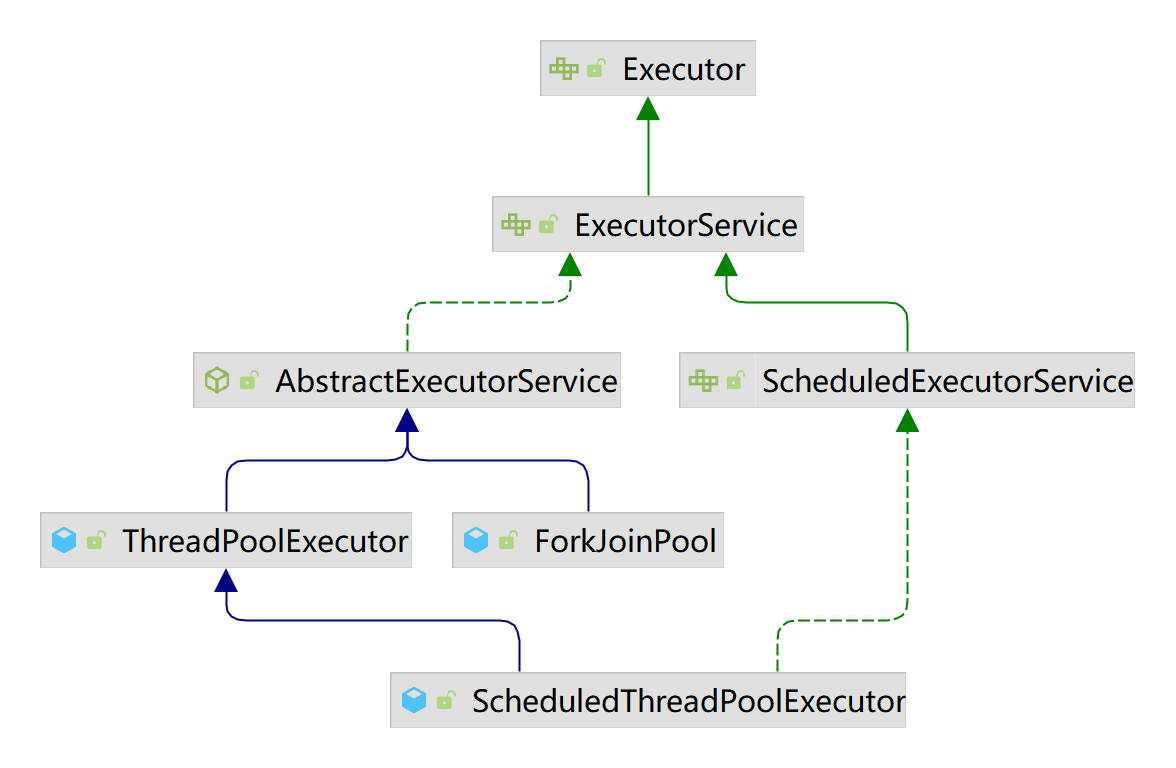 Executor
ExecutorService
AbstractExecutorService
ScheduledExecutorService
ThreadPoolExecutor
ForkJoinPool
ScheduledThreadPoolExecutor